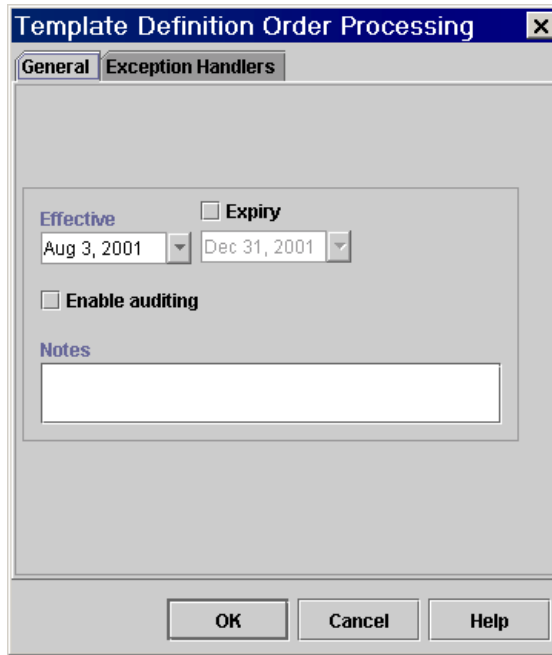 Template Definition Order Processing
General Exception Handlers
Effective Expiry
Aug 3, 2001 Dec 31, 2001
Enable auditing
Notes
OK Cancel Help